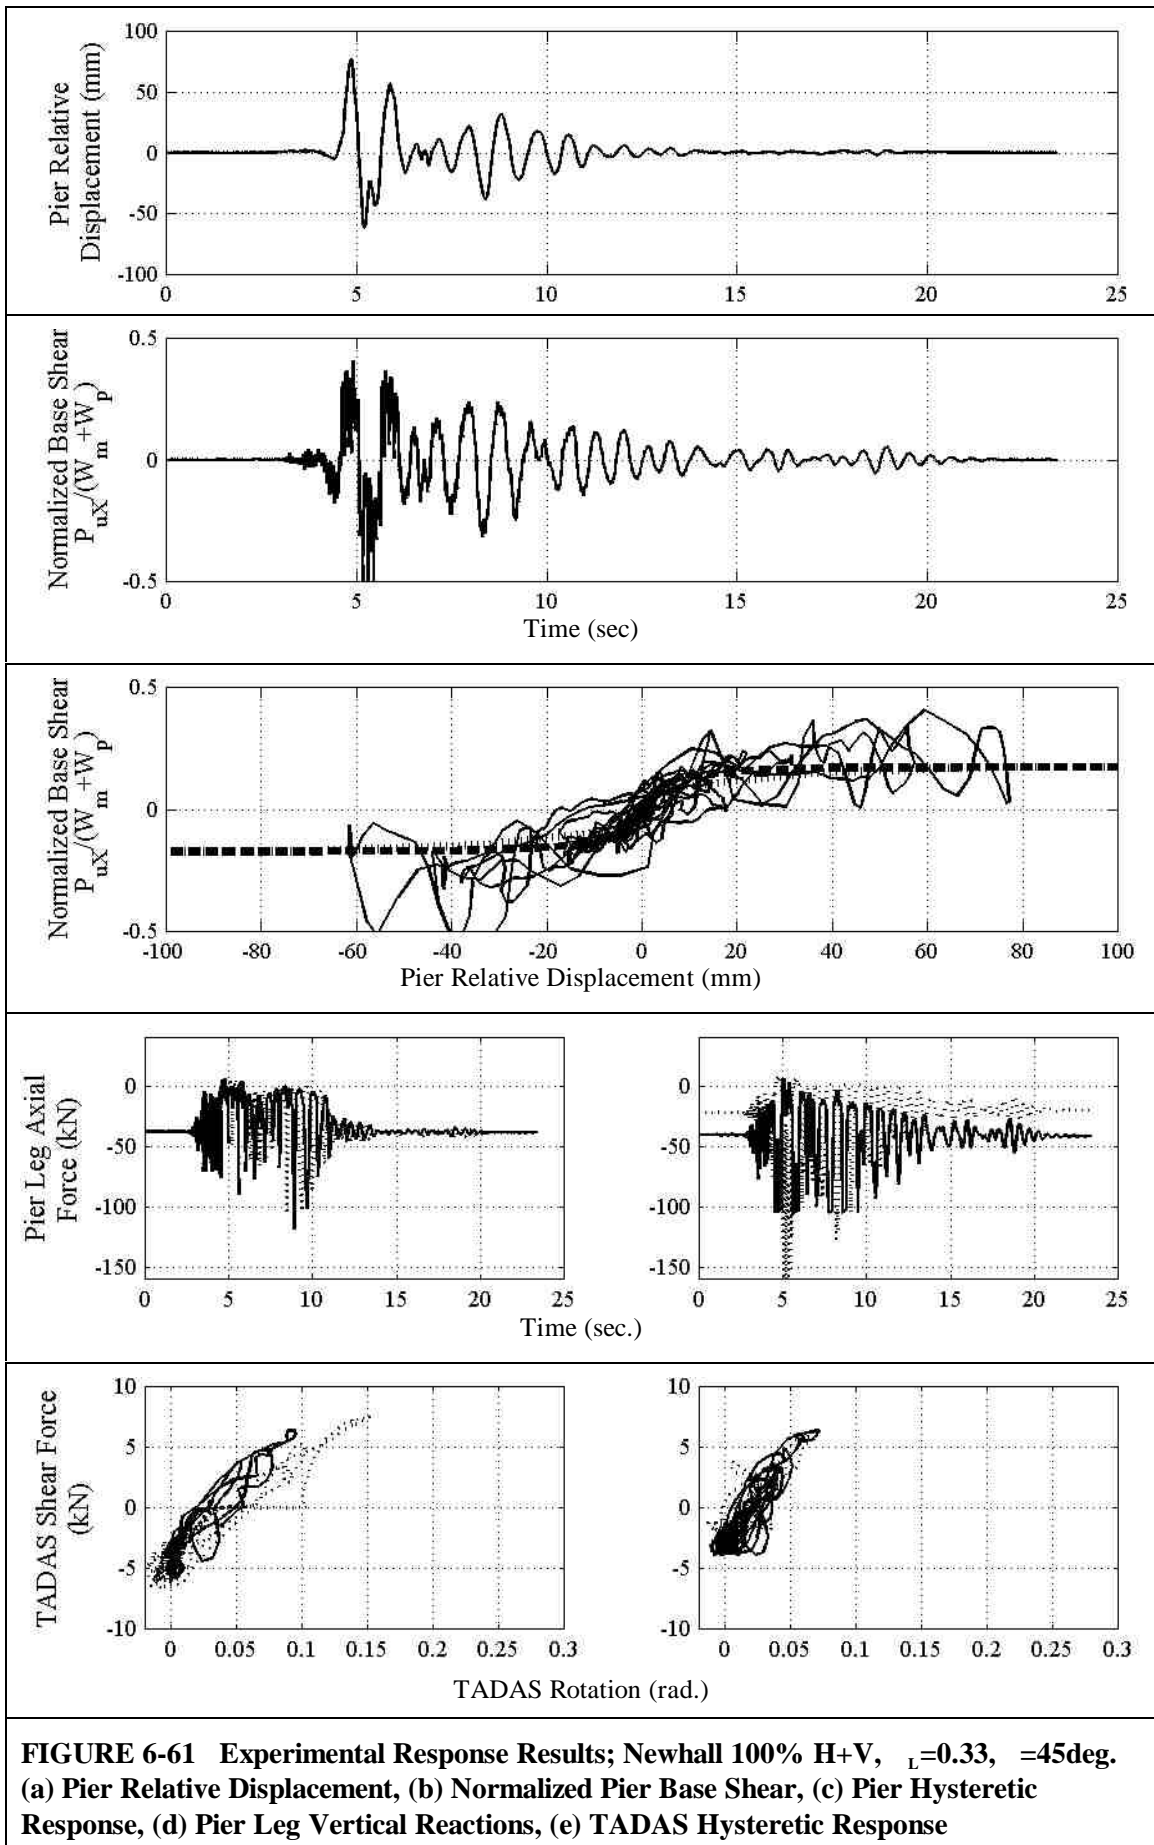 Pier Relative
Displacement (mm)
100
50
0
-50
-100
0 5 10 15 20 25
Normalized Base Shear
PuX/(Wm+Wp)
0.5
0
-0.5
0 5 10 15 20 25
Time (sec)
Normalized Base Shear
PuX/(Wm+Wp)
0.5
0
-0.5
-100 -80 -60 -40 -20 0 20 40 60 80 100
Pier Relative Displacement (mm)
Pier Leg Axial
Force (kN)
0
-50
-100
-150
0 5 10 15 20 25
0
-50
-100
-150
0 5 10 15 20 25
Time (sec.)
TADAS Shear Force
(kN)
10
5
0
-5
-10
0 0.05 0.1 0.15 0.2 0.25 0.3
10
5
0
-5
-10
0 0.05 0.1 0.15 0.2 0.25 0.3
TADAS Rotation (rad.)
FIGURE 6-61 Experimental Response Results; Newhall 100% H+V, L=0.33, =45deg.
(a) Pier Relative Displacement, (b) Normalized Pier Base Shear, (c) Pier Hysteretic
Response, (d) Pier Leg Vertical Reactions, (e) TADAS Hysteretic Response